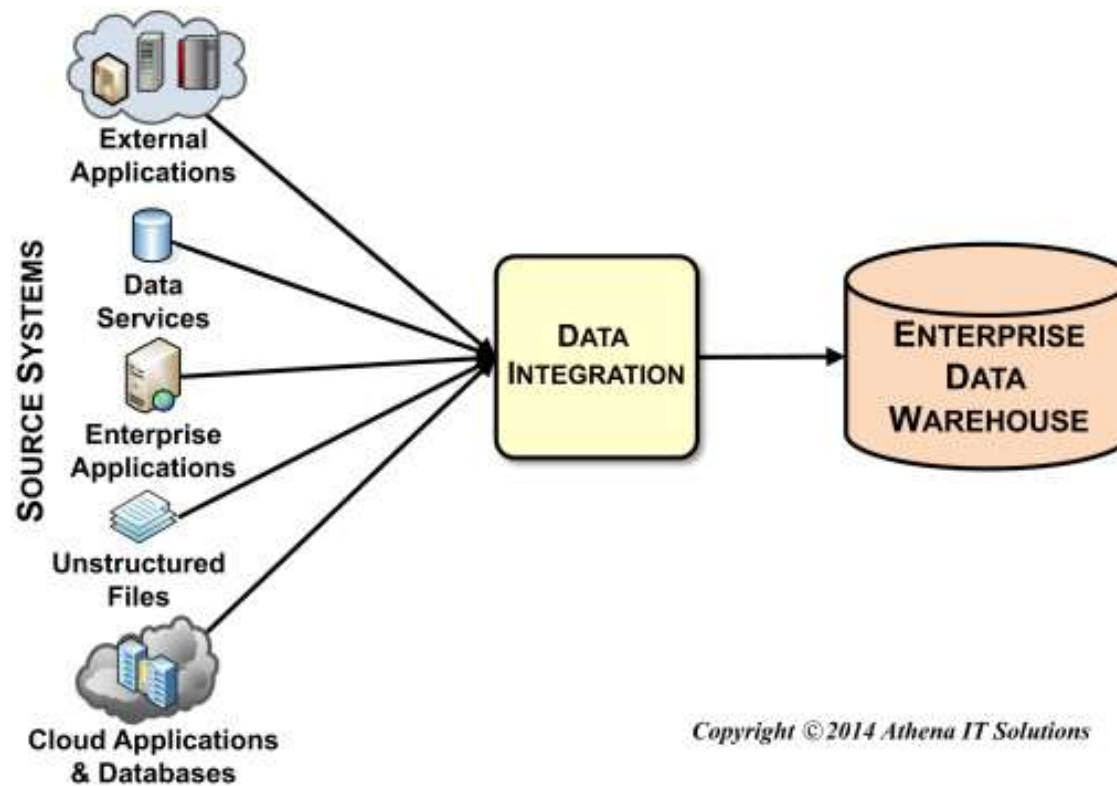 External
Applications
SOURCE SYSTEMS
Data
Services
Enterprise
Applications
Unstructured
Files
Cloud Applications
& Databases
DATA
INTEGRATION
ENTERPRISE
DATA
WAREHOUSE
Copyright © 2014 Athena IT Solutions